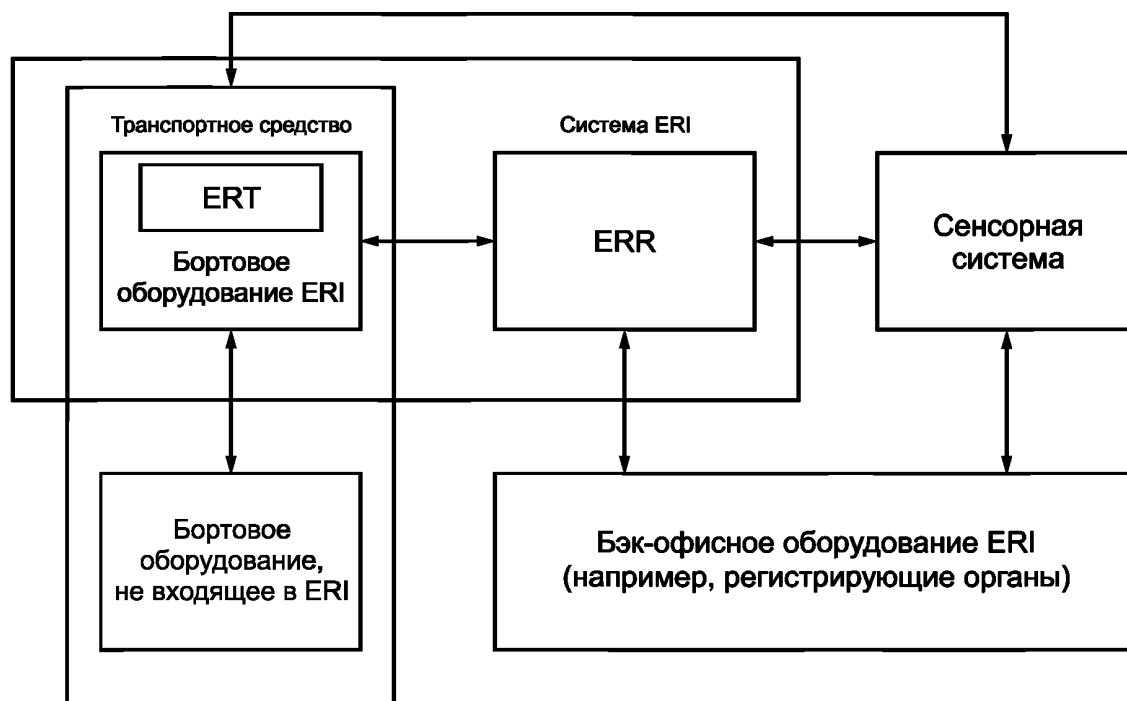 Транспортное средство
Система ERI
ERT
Бортовое
оборудование ERI
ERR
Сенсорная
система
Бортовое
оборудование,
не входящее в ERI
Бэк-офисное оборудование ERI
(например, регистрирующие органы)